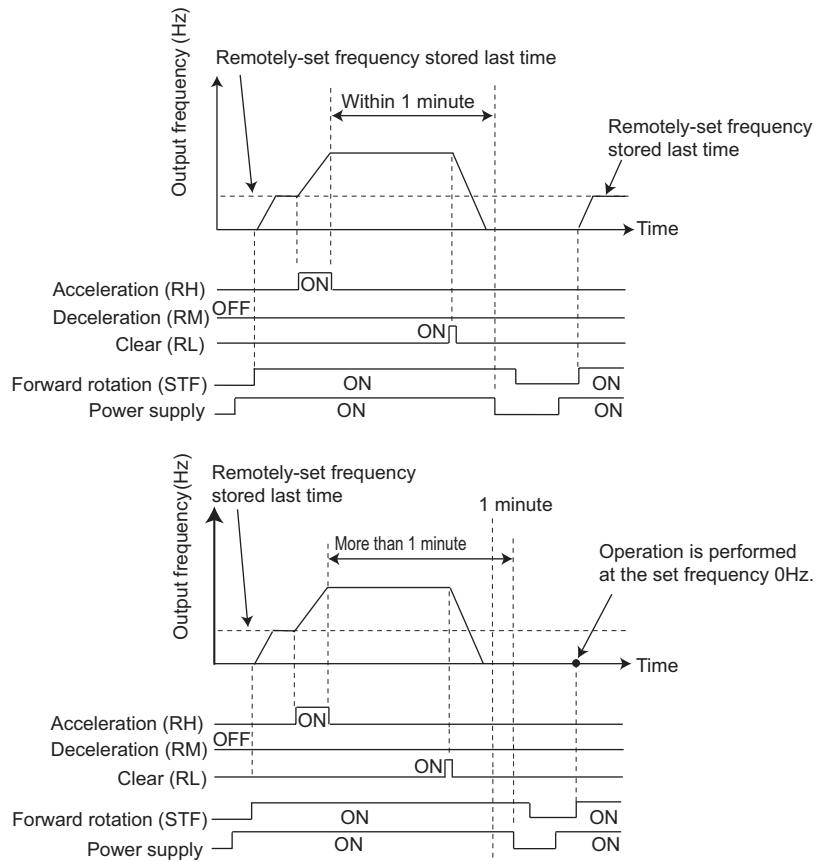 Output frequency (Hz)
Remotely-set frequency stored last time
Within 1 minute
Remotely-set frequency
stored last time
Time
Acceleration (RH)
ON
Deceleration (RM)
OFF
Clear (RL)
ON
Forward rotation (STF)
ON
ON
Power supply
ON
ON
Output frequency(Hz)
Remotely-set frequency
stored last time
1 minute
More than 1 minute
Operation is performed
at the set frequency 0Hz.
Time
Acceleration (RH)
ON
Deceleration (RM)
OFF
Clear (RL)
ON
Forward rotation (STF)
ON
ON
Power supply
ON
ON